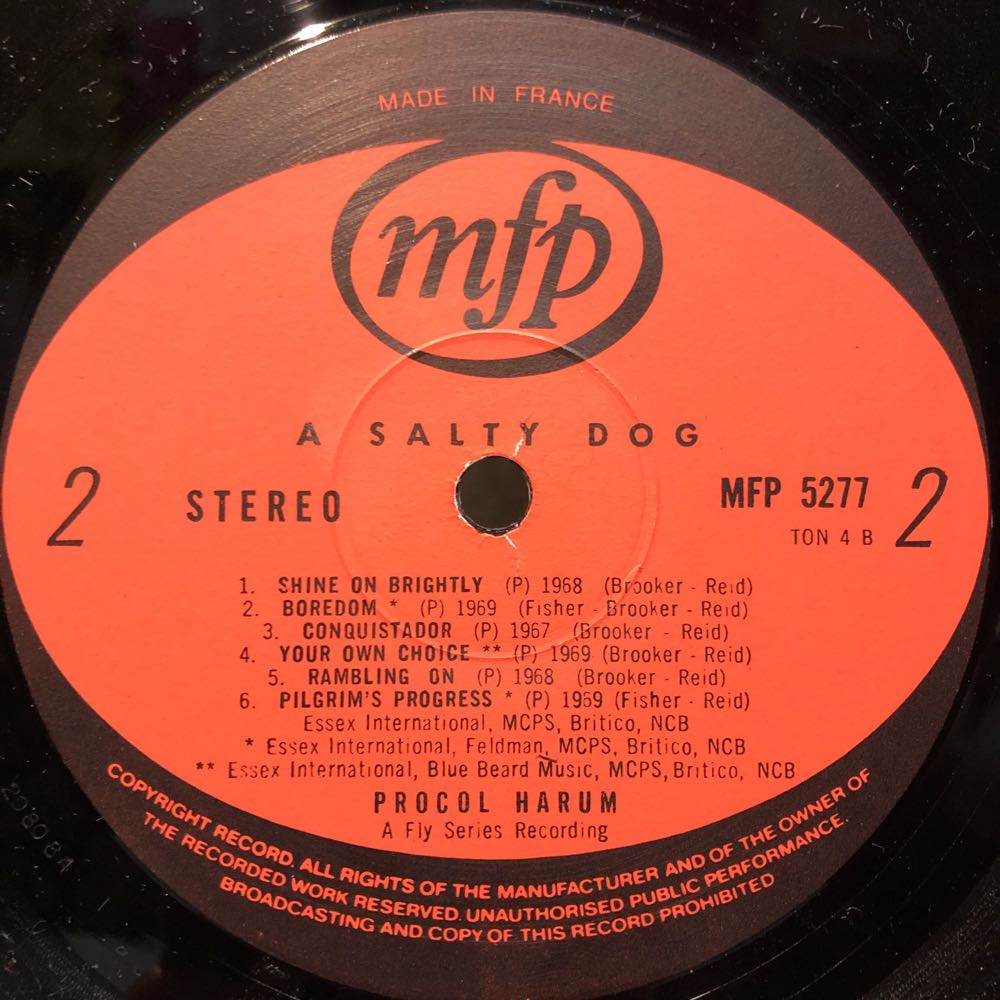 MADE IN FRANCE
mfp
A SALTY DOG
2 STEREO MFP 5277 2
TON 4 B
1. SHINE ON BRIGHTLY (P) 1968 (Brooker - Reid)
2. BOREDOM * (P) 1969 (Fisher - Brooker - Reid)
3. CONQUISTADOR (P) 1967 (Brooker - Reid)
4. YOUR OWN CHOICE ** (P) 1969 (Brooker - Reid)
5. RAMBLING ON (P) 1968 (Brooker - Reid)
6. PILGRIM'S PROGRESS * (P) 1969 (Fisher - Reid)
Essex International, MCPS, Britico, NCB
* Essex International, Feldman, MCPS, Britico, NCB
** Essex International, Blue Beard Music, MCPS, Britico, NCB
PROCOL HARUM
A Fly Series Recording
COPYRIGHT RECORD. ALL RIGHTS OF THE MANUFACTURER AND OF THE OWNER OF
THE RECORDED WORK RESERVED. UNAUTHORISED PUBLIC PERFORMANCE.
BROADCASTING AND COPY OF THIS RECORD PROHIBITED